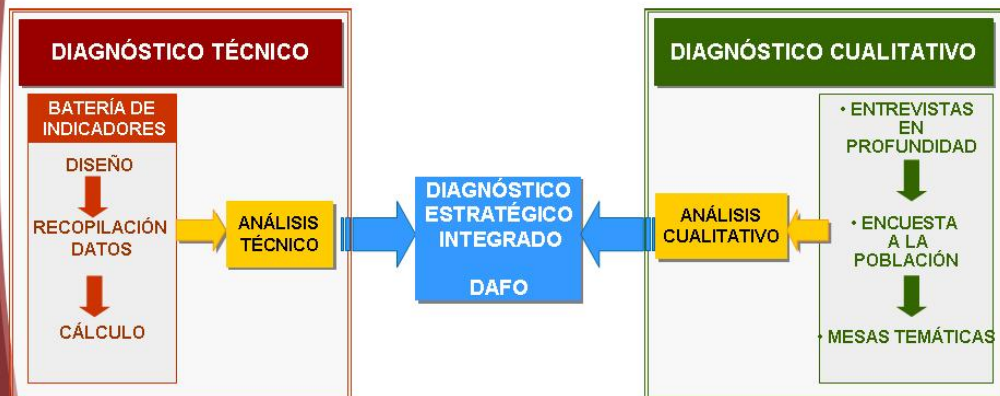 DIAGNÓSTICO TÉCNICO
BATERÍA DE
INDICADORES
DISEÑO
RECOPILACIÓN
DATOS
CÁLCULO
ANÁLISIS
TÉCNICO
DIAGNÓSTICO
ESTRATÉGICO
INTEGRADO
DAFO
DIAGNÓSTICO CUALITATIVO
ANÁLISIS
CUALITATIVO
• ENTREVISTAS
EN
PROFUNDIDAD
• ENCUESTA
A LA
POBLACIÓN
• MESAS TEMÁTICAS